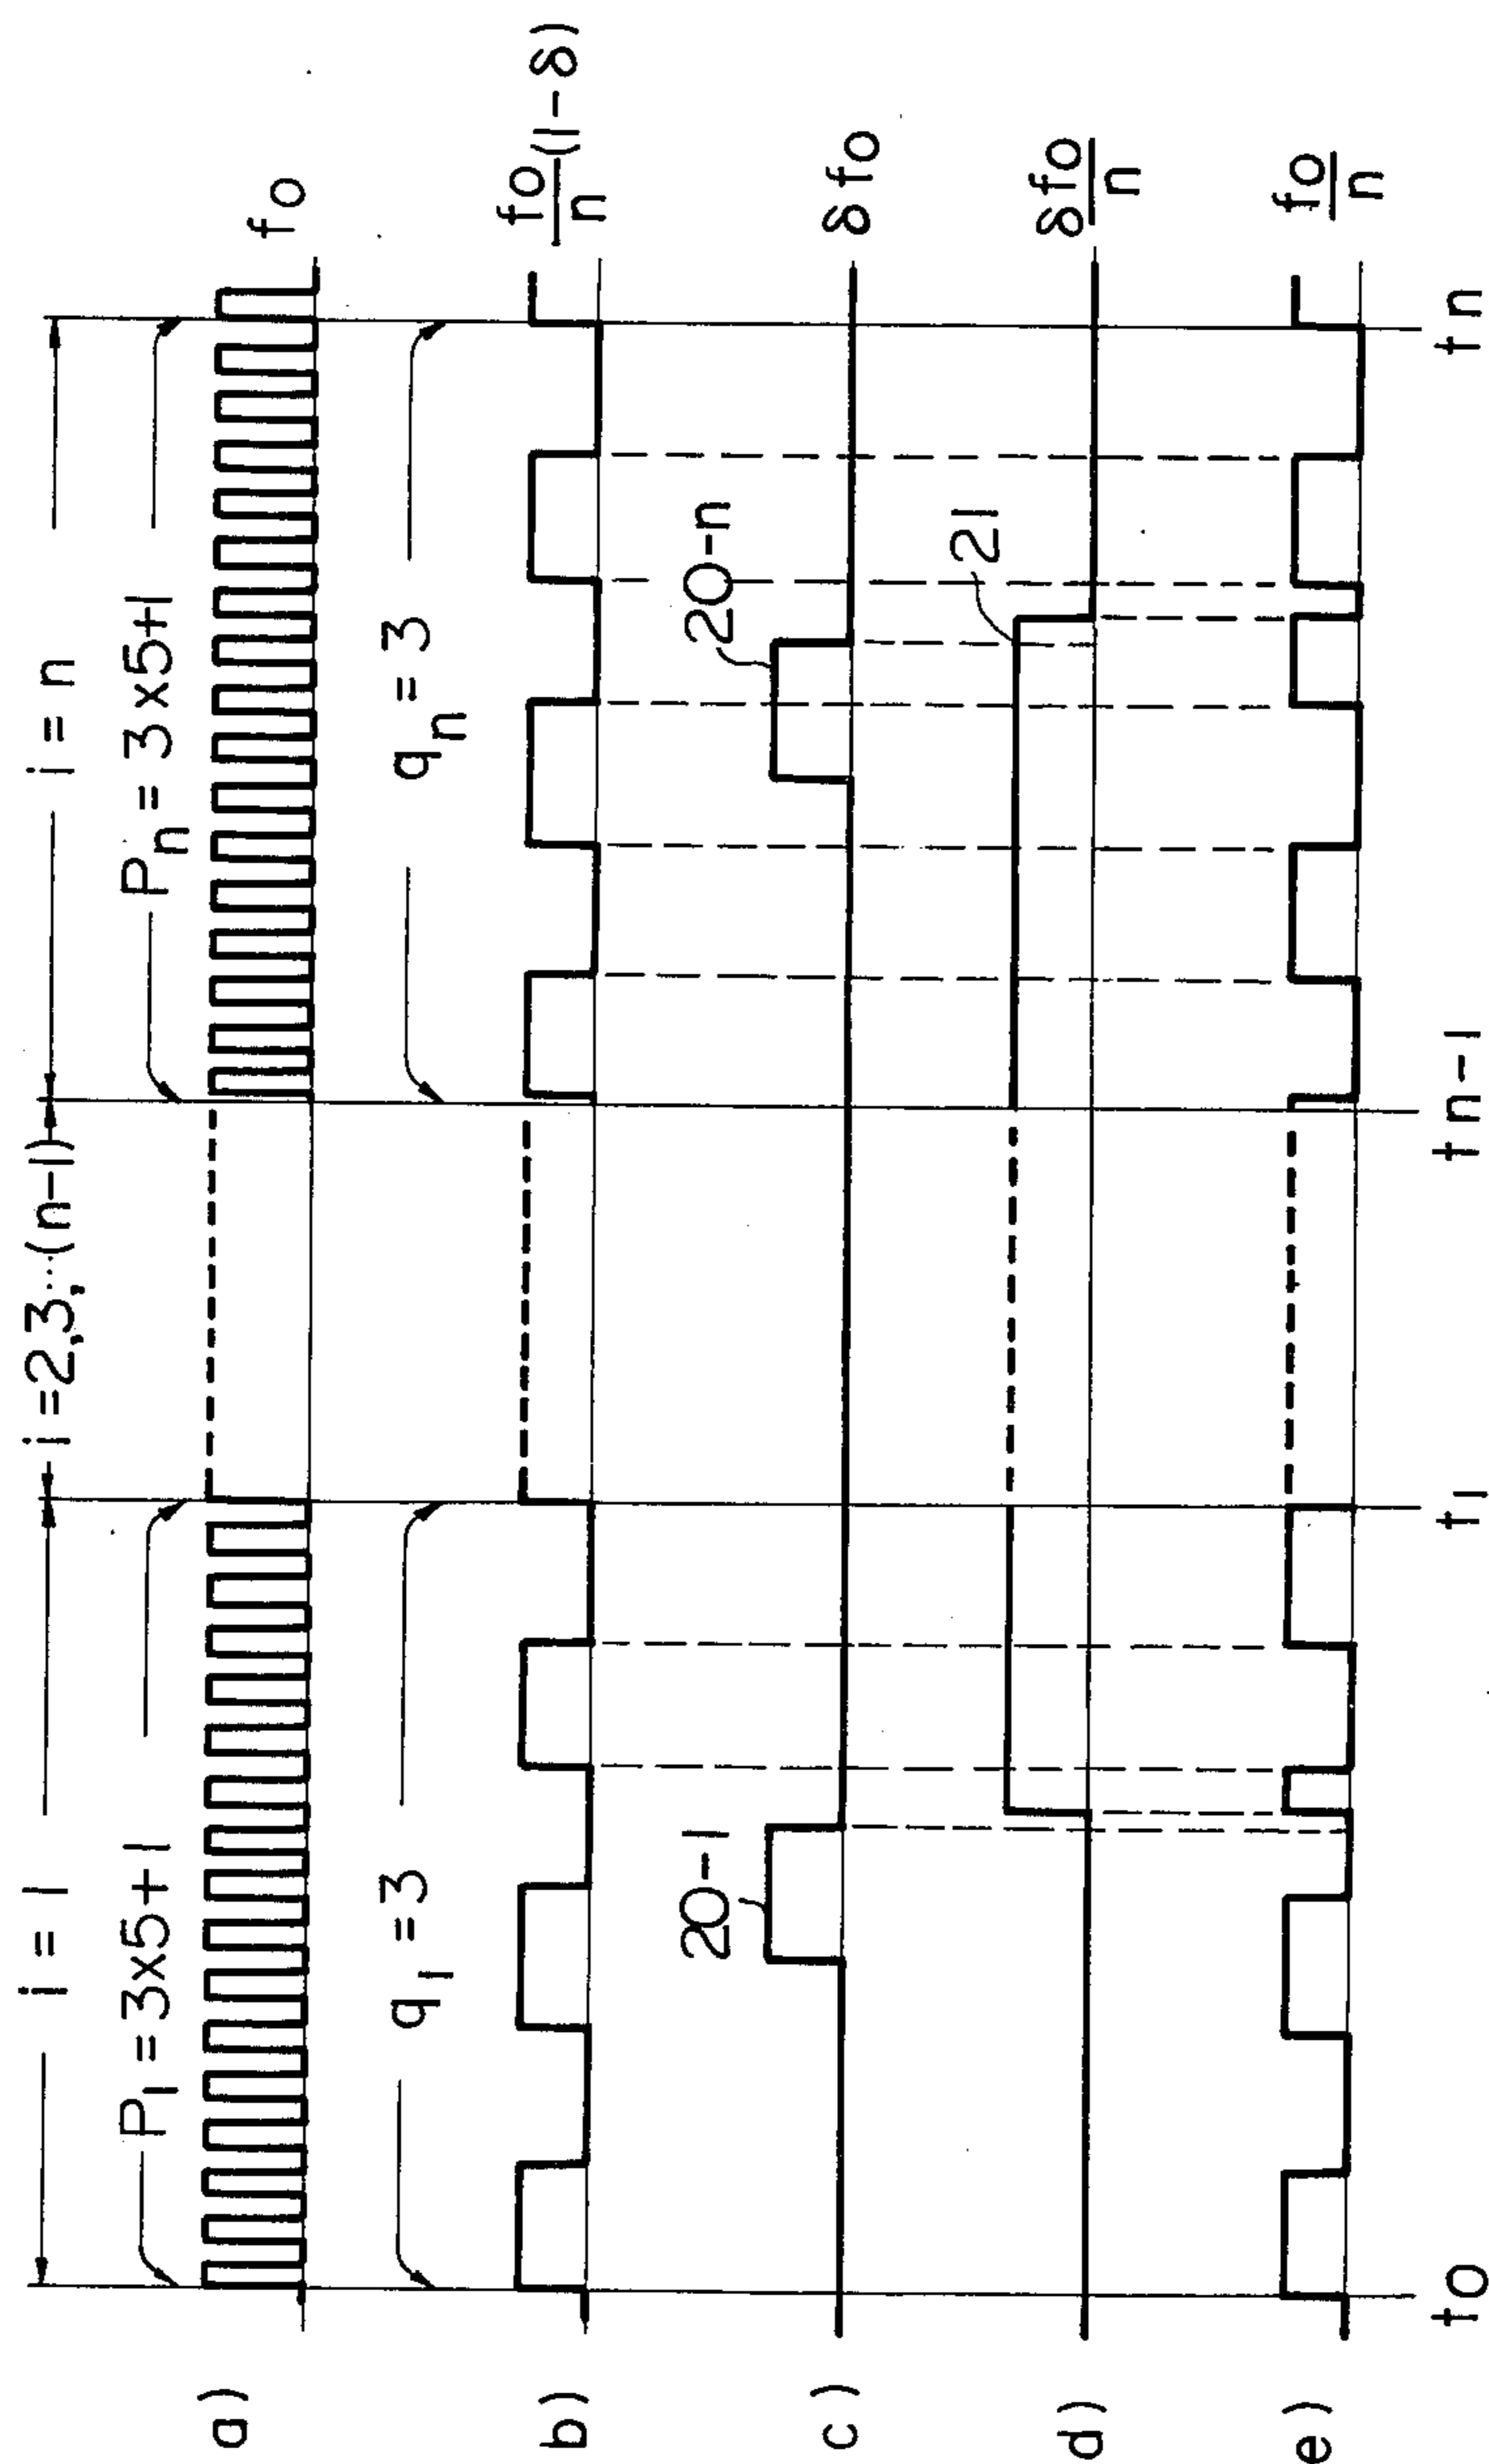 i = 1
i =2,3,...(n-1)
i = n
P1 = 3x5+1
Pn = 3x5+1
a)
fo
q1 = 3
qn = 3
b)
fo/n (1-δ)
20-1
20-n
c)
δ fo
21
d)
δfo/n
e)
fo/n
to
t1
tn-1
tn